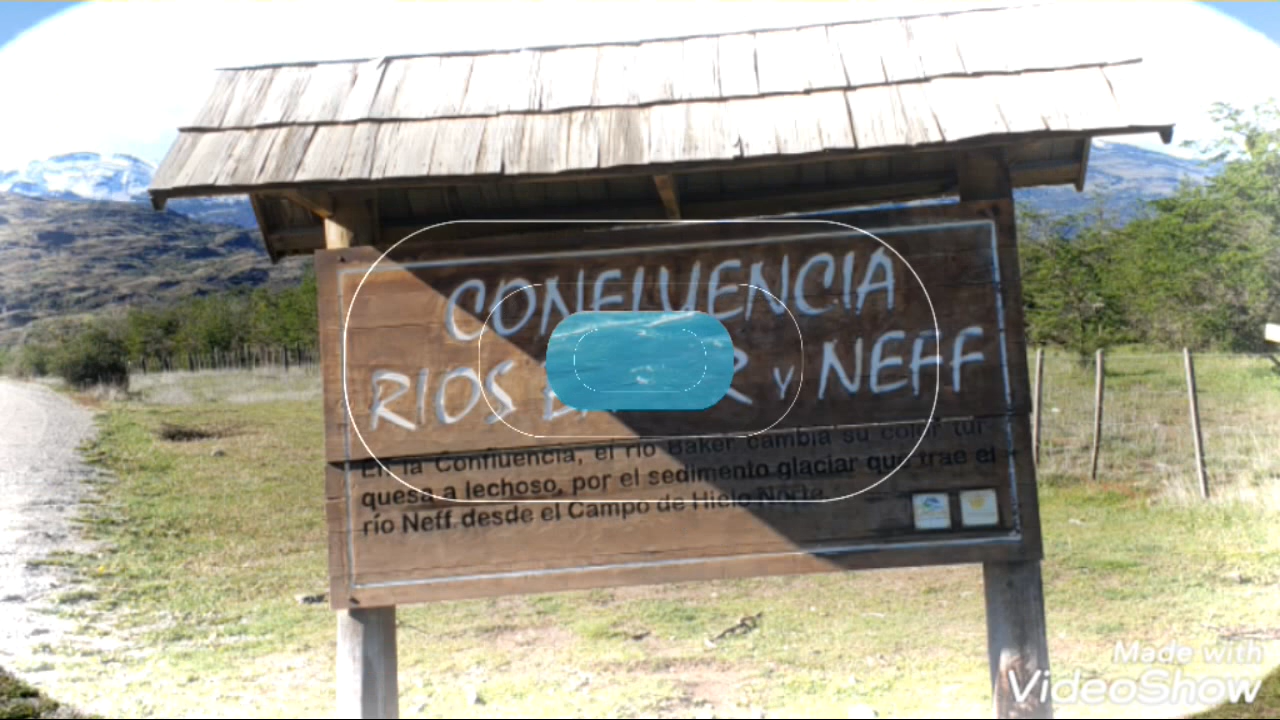 CONFLUENCIA
RIOS BAKER Y NEFF
En la Confluencia, el río Baker cambia su color tur-
quesa a lechoso, por el sedimento glaciar que trae el
río Neff desde el Campo de Hielo Norte
Made with
VideoShow